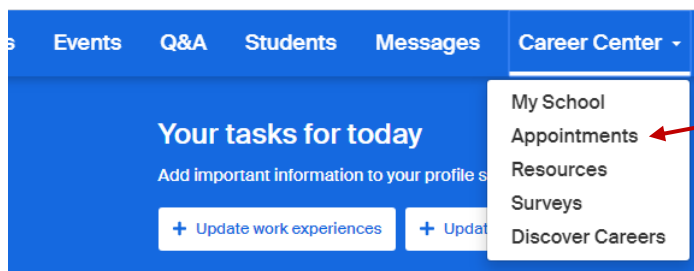 Events Q&A Students Messages Career Center
My School
Appointments
Resources
Surveys
Discover Careers
Your tasks for today
Add important information to your profile
+ Update work experiences
+